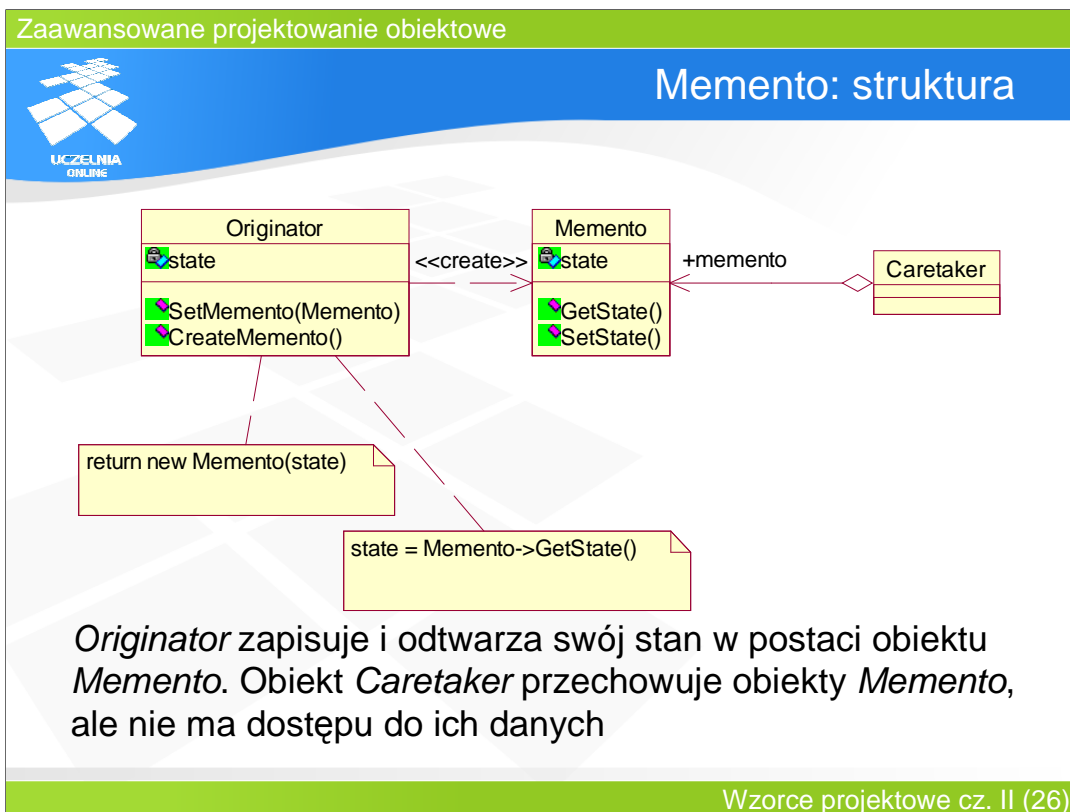 Zaawansowane projektowanie obiektowe
Memento: struktura
UCZELNIA
ONLINE
Originator
state
SetMemento(Memento)
CreateMemento()
<<create>>
Memento
state
GetState()
SetState()
+memento
Caretaker
return new Memento(state)
state = Memento->GetState()
Originator zapisuje i odtwarza swój stan w postaci obiektu
Memento. Obiekt Caretaker przechowuje obiekty Memento,
ale nie ma dostępu do ich danych
Wzorce projektowe cz. II (26)